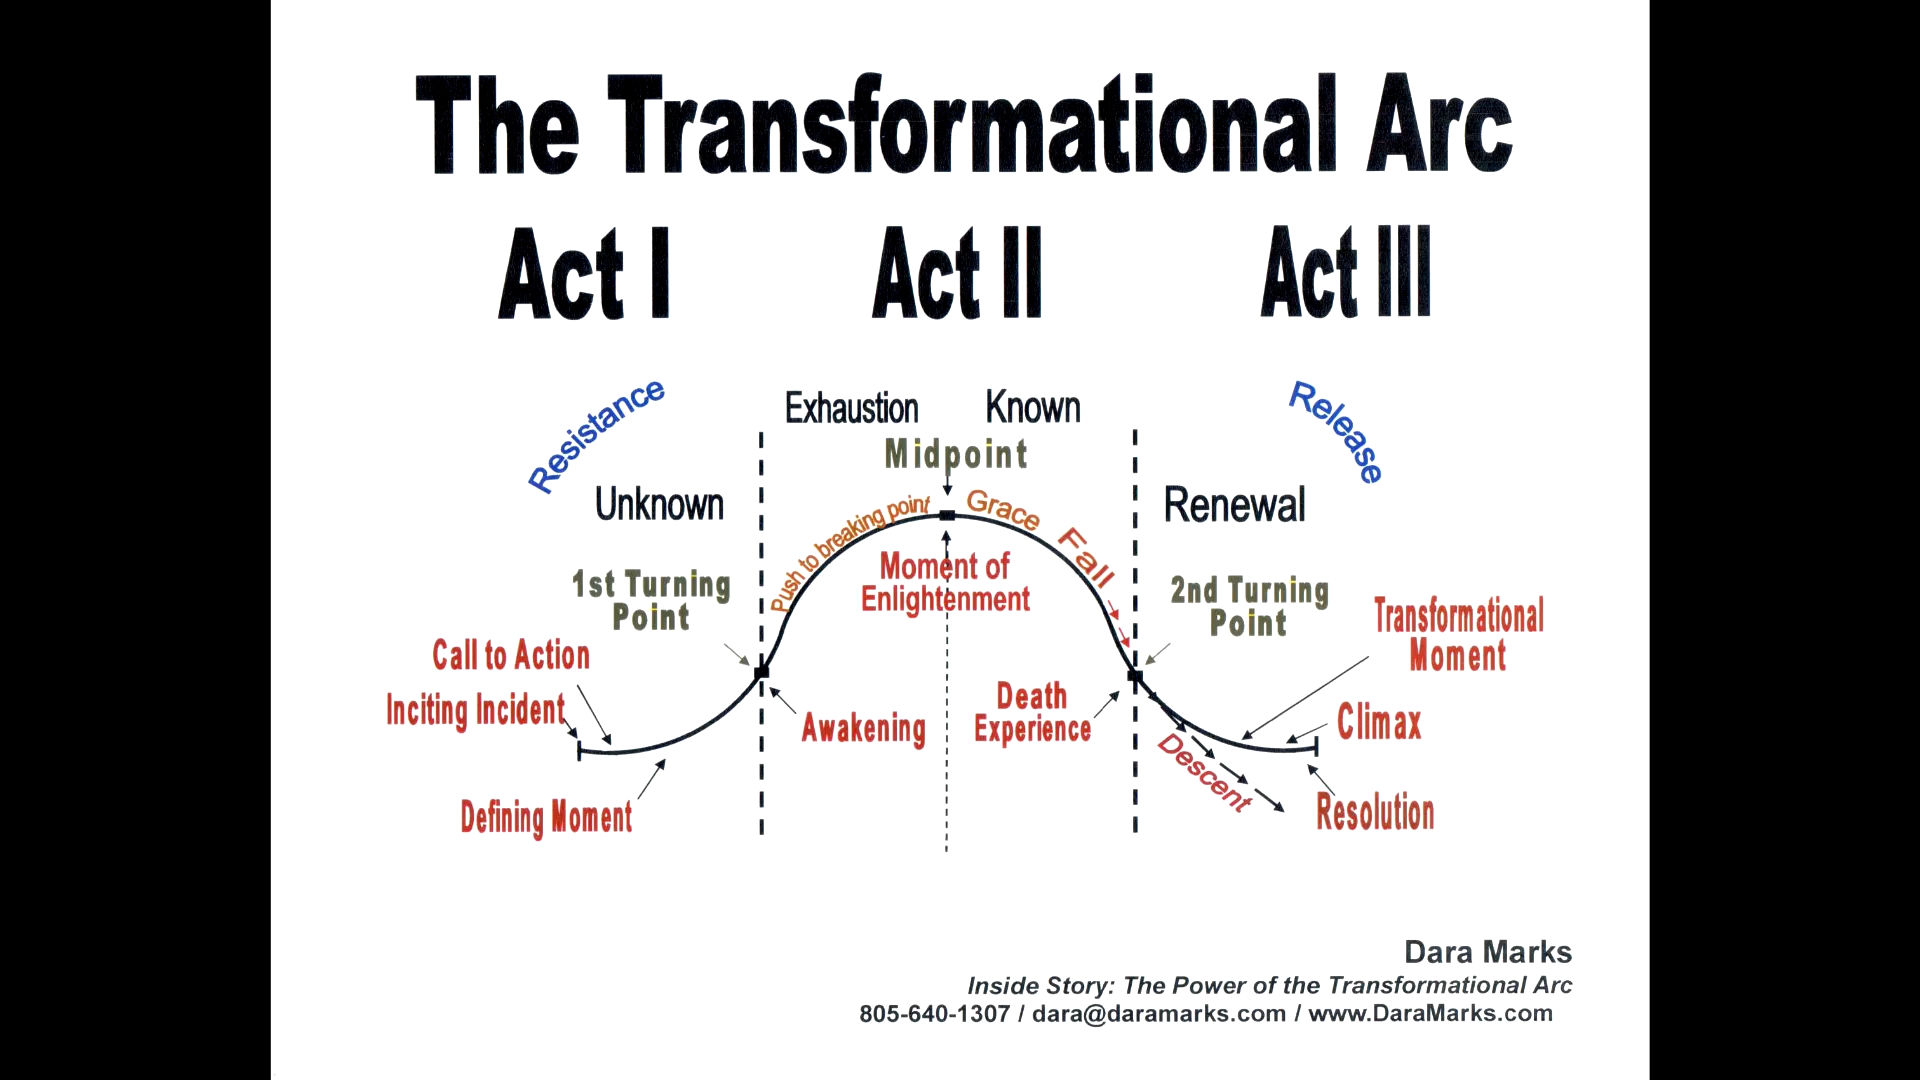 The Transformational Arc
Act I
Act II
Act III
Resistance
Exhaustion
Known
Release
Midpoint
Unknown
Renewal
Push to breaking point
Grace
Fall
Moment of
Enlightenment
1st Turning
Point
2nd Turning
Point
Transformational
Moment
Call to Action
Inciting Incident
Awakening
Death
Experience
Climax
Descent
Defining Moment
Resolution
Dara Marks
Inside Story: The Power of the Transformational Arc
805-640-1307 / dara@daramarks.com / www.DaraMarks.com